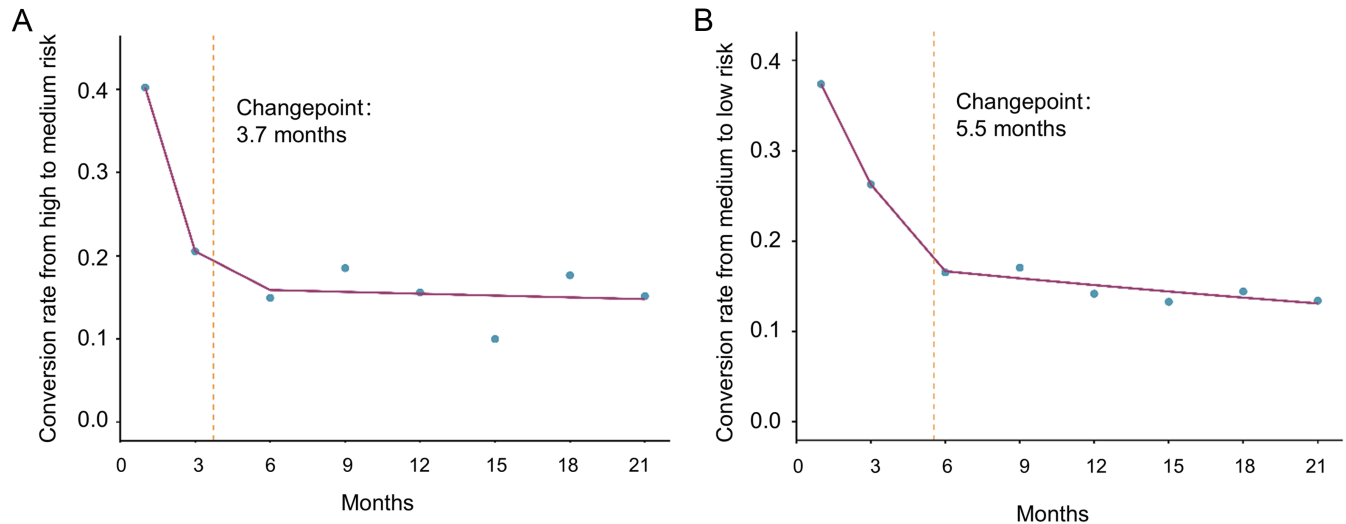 A
Conversion rate from high to medium risk
0.4
0.3
0.2
0.1
0.0
Changepoint:
3.7 months
0 3 6 9 12 15 18 21
Months
B
Conversion rate from medium to low risk
0.4
0.3
0.2
0.1
0.0
Changepoint:
5.5 months
0 3 6 9 12 15 18 21
Months